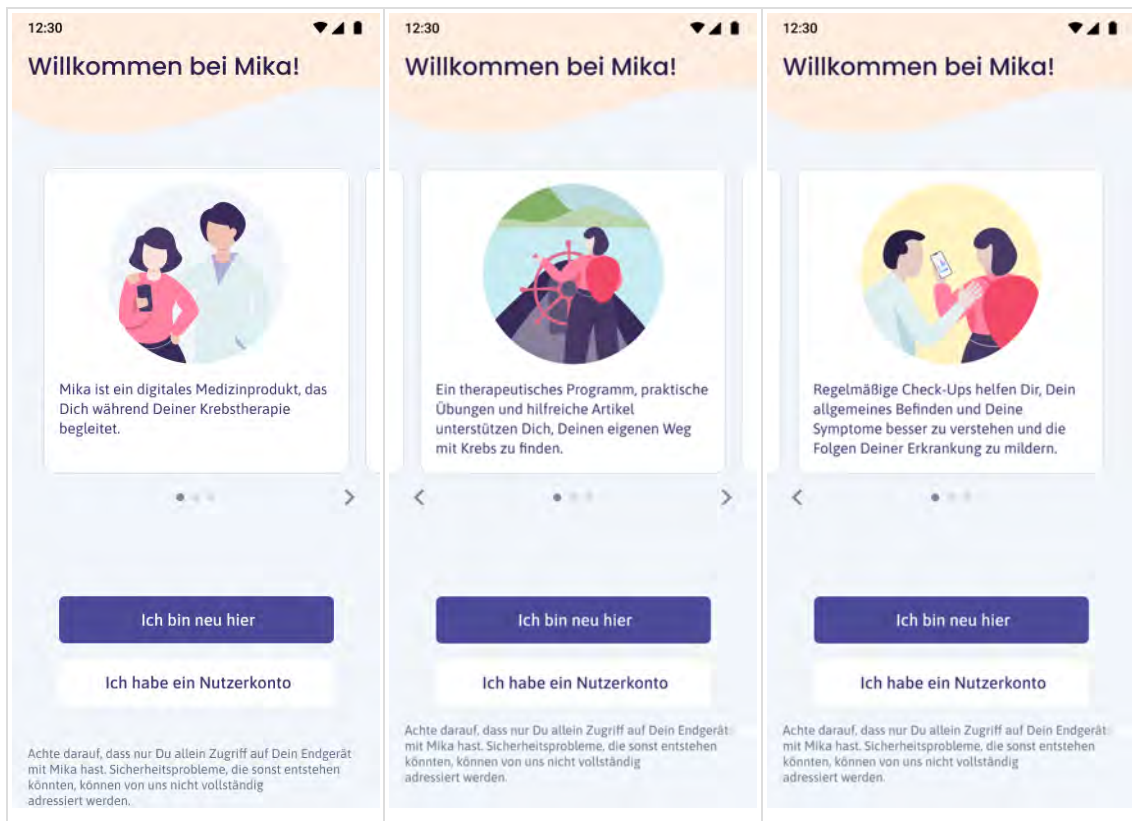 12:30
Willkommen bei Mika!
Mika ist ein digitales Medizinprodukt, das
Dich während Deiner Krebstherapie
begleitet.
Ich bin neu hier
Ich habe ein Nutzerkonto
Achte darauf, dass nur Du allein Zugriff auf Dein Endgerät
mit Mika hast. Sicherheitsprobleme, die sonst entstehen
könnten, können von uns nicht vollständig
adressiert werden.
12:30
Willkommen bei Mika!
Ein therapeutisches Programm, praktische
Übungen und hilfreiche Artikel
unterstützen Dich, Deinen eigenen Weg
mit Krebs zu finden.
Ich bin neu hier
Ich habe ein Nutzerkonto
Achte darauf, dass nur Du allein Zugriff auf Dein Endgerät
mit Mika hast. Sicherheitsprobleme, die sonst entstehen
könnten, können von uns nicht vollständig
adressiert werden.
12:30
Willkommen bei Mika!
Regelmäßige Check-Ups helfen Dir, Dein
allgemeines Befinden und Deine
Symptome besser zu verstehen und die
Folgen Deiner Erkrankung zu mildern.
Ich bin neu hier
Ich habe ein Nutzerkonto
Achte darauf, dass nur Du allein Zugriff auf Dein Endgerät
mit Mika hast. Sicherheitsprobleme, die sonst entstehen
könnten, können von uns nicht vollständig
adressiert werden.